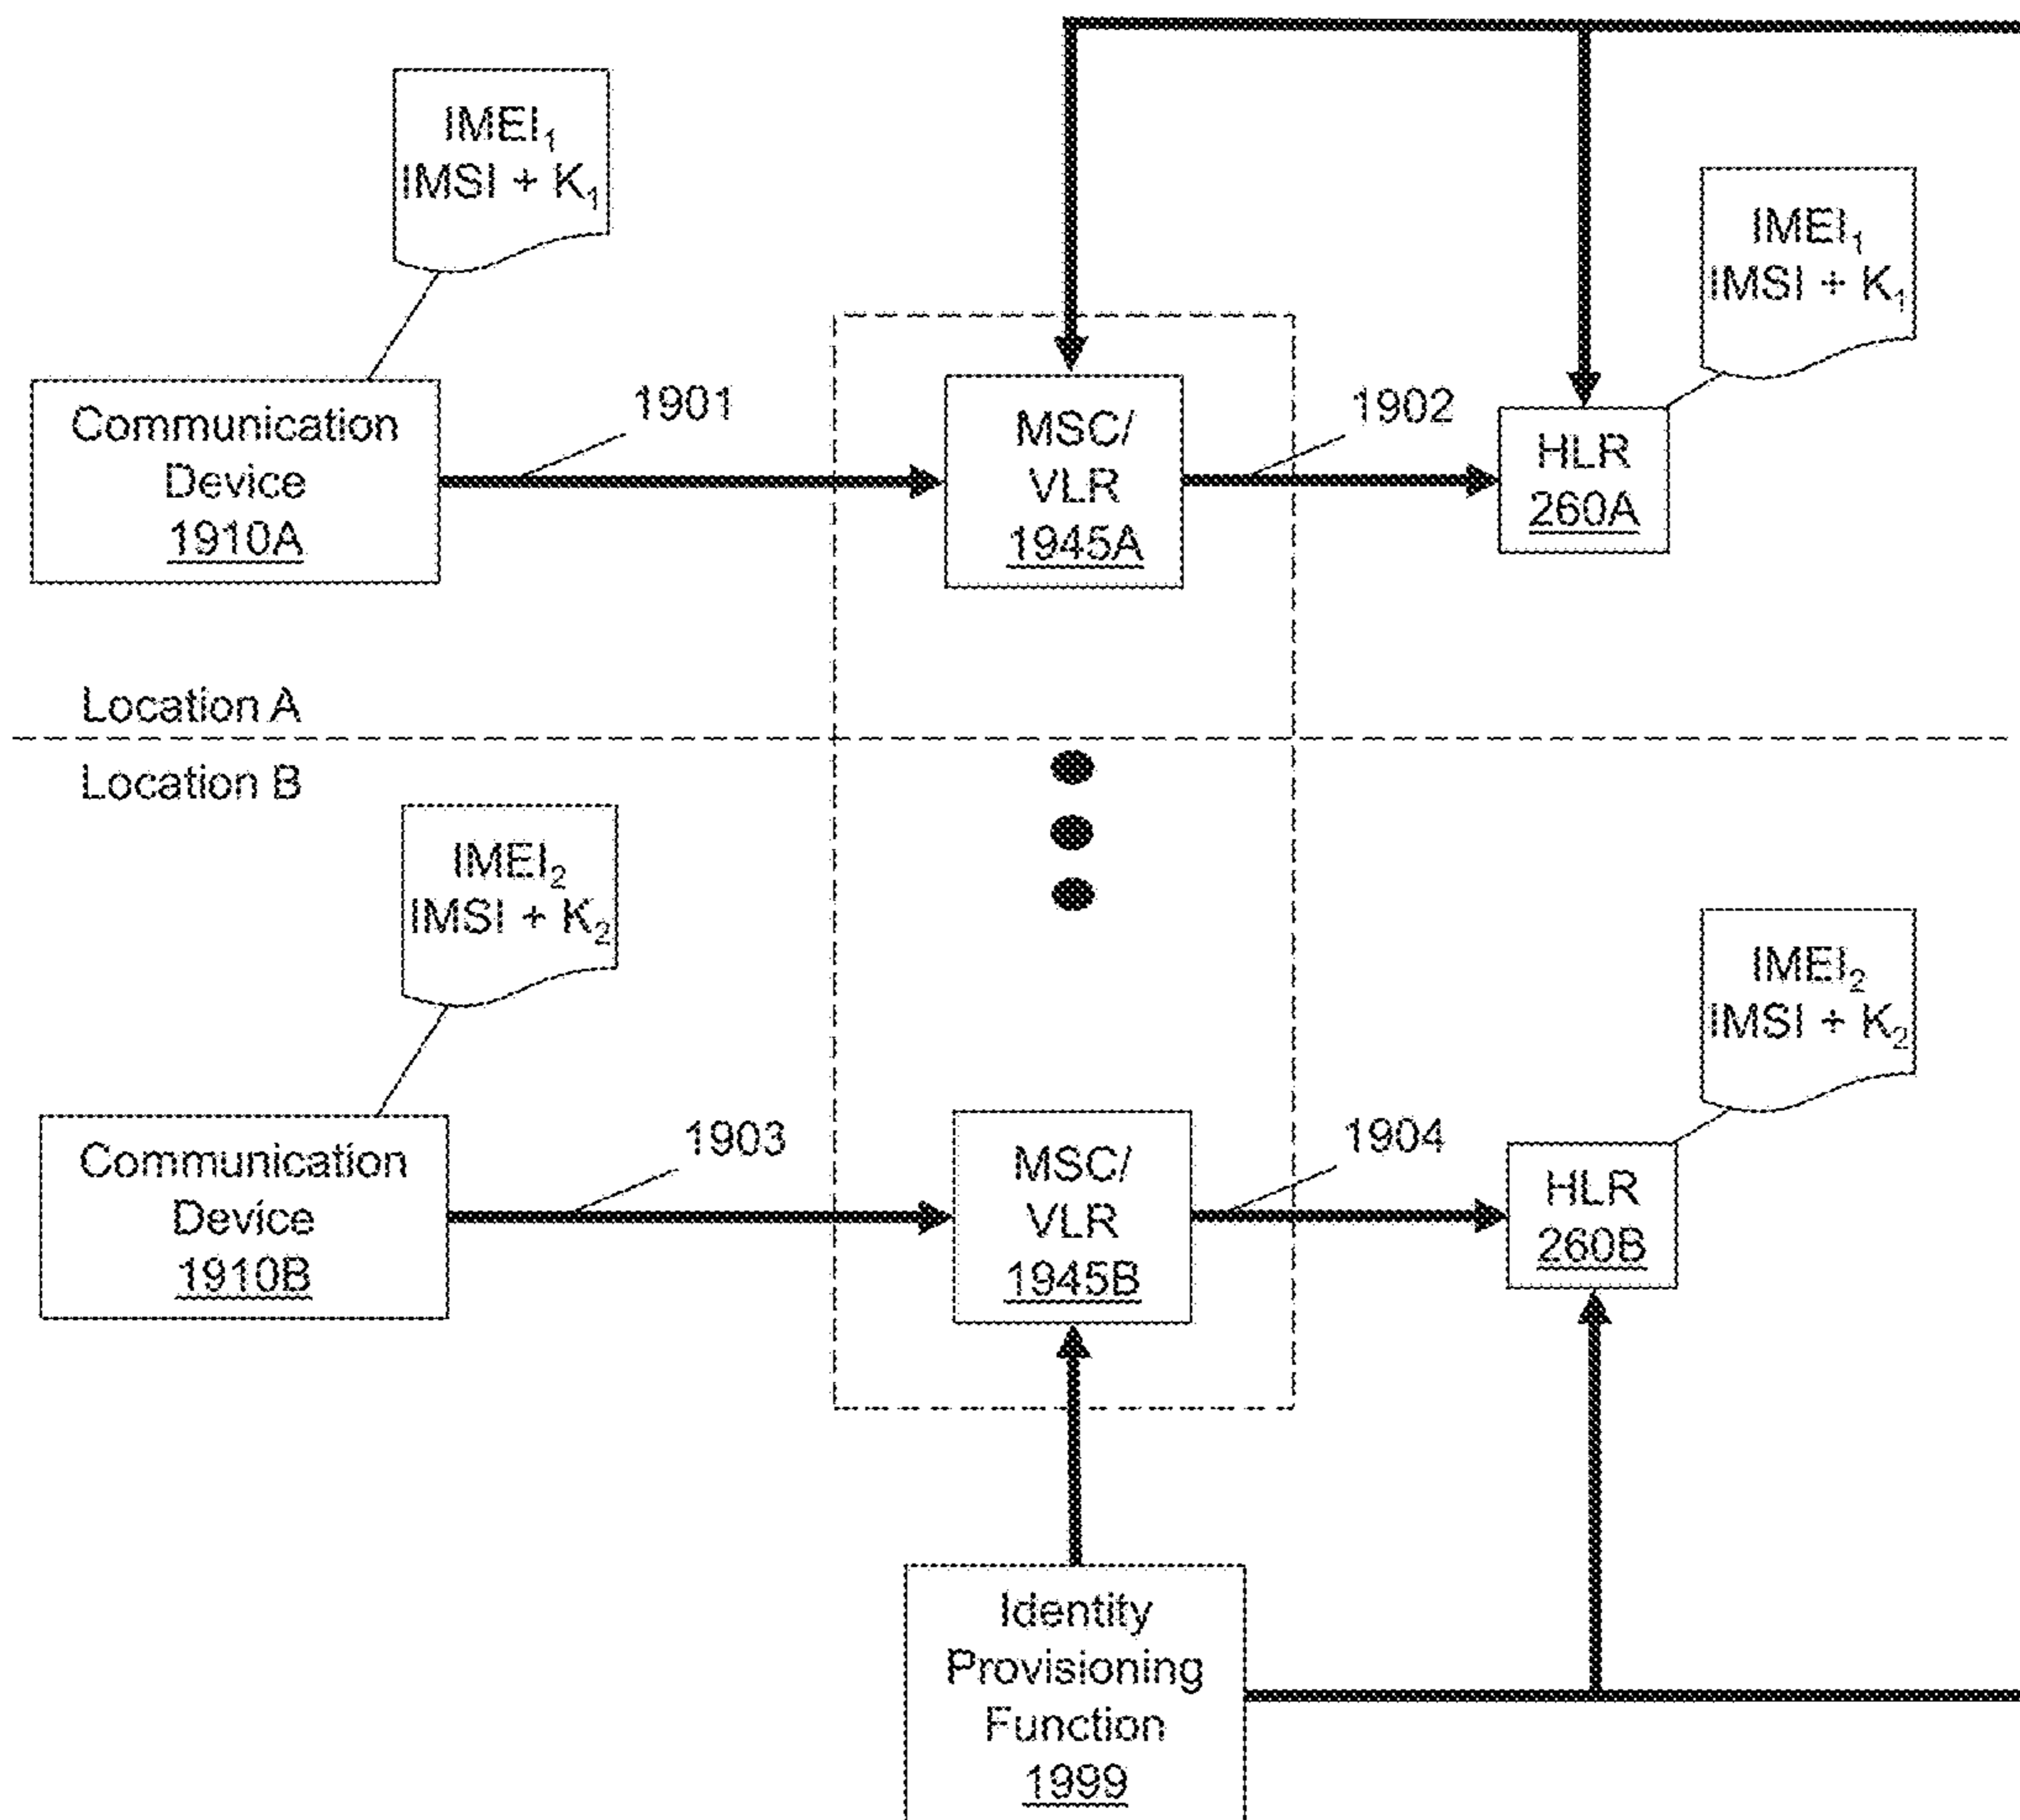 IMEI₁
IMSI + K₁
IMEI₁
IMSI + K₁
Communication
Device
1910A
1901
MSC/
VLR
1945A
1902
HLR
260A
Location A
Location B
IMEI₂
IMSI + K₂
IMEI₂
IMSI + K₂
Communication
Device
1910B
1903
MSC/
VLR
1945B
1904
HLR
260B
Identity
Provisioning
Function
1999